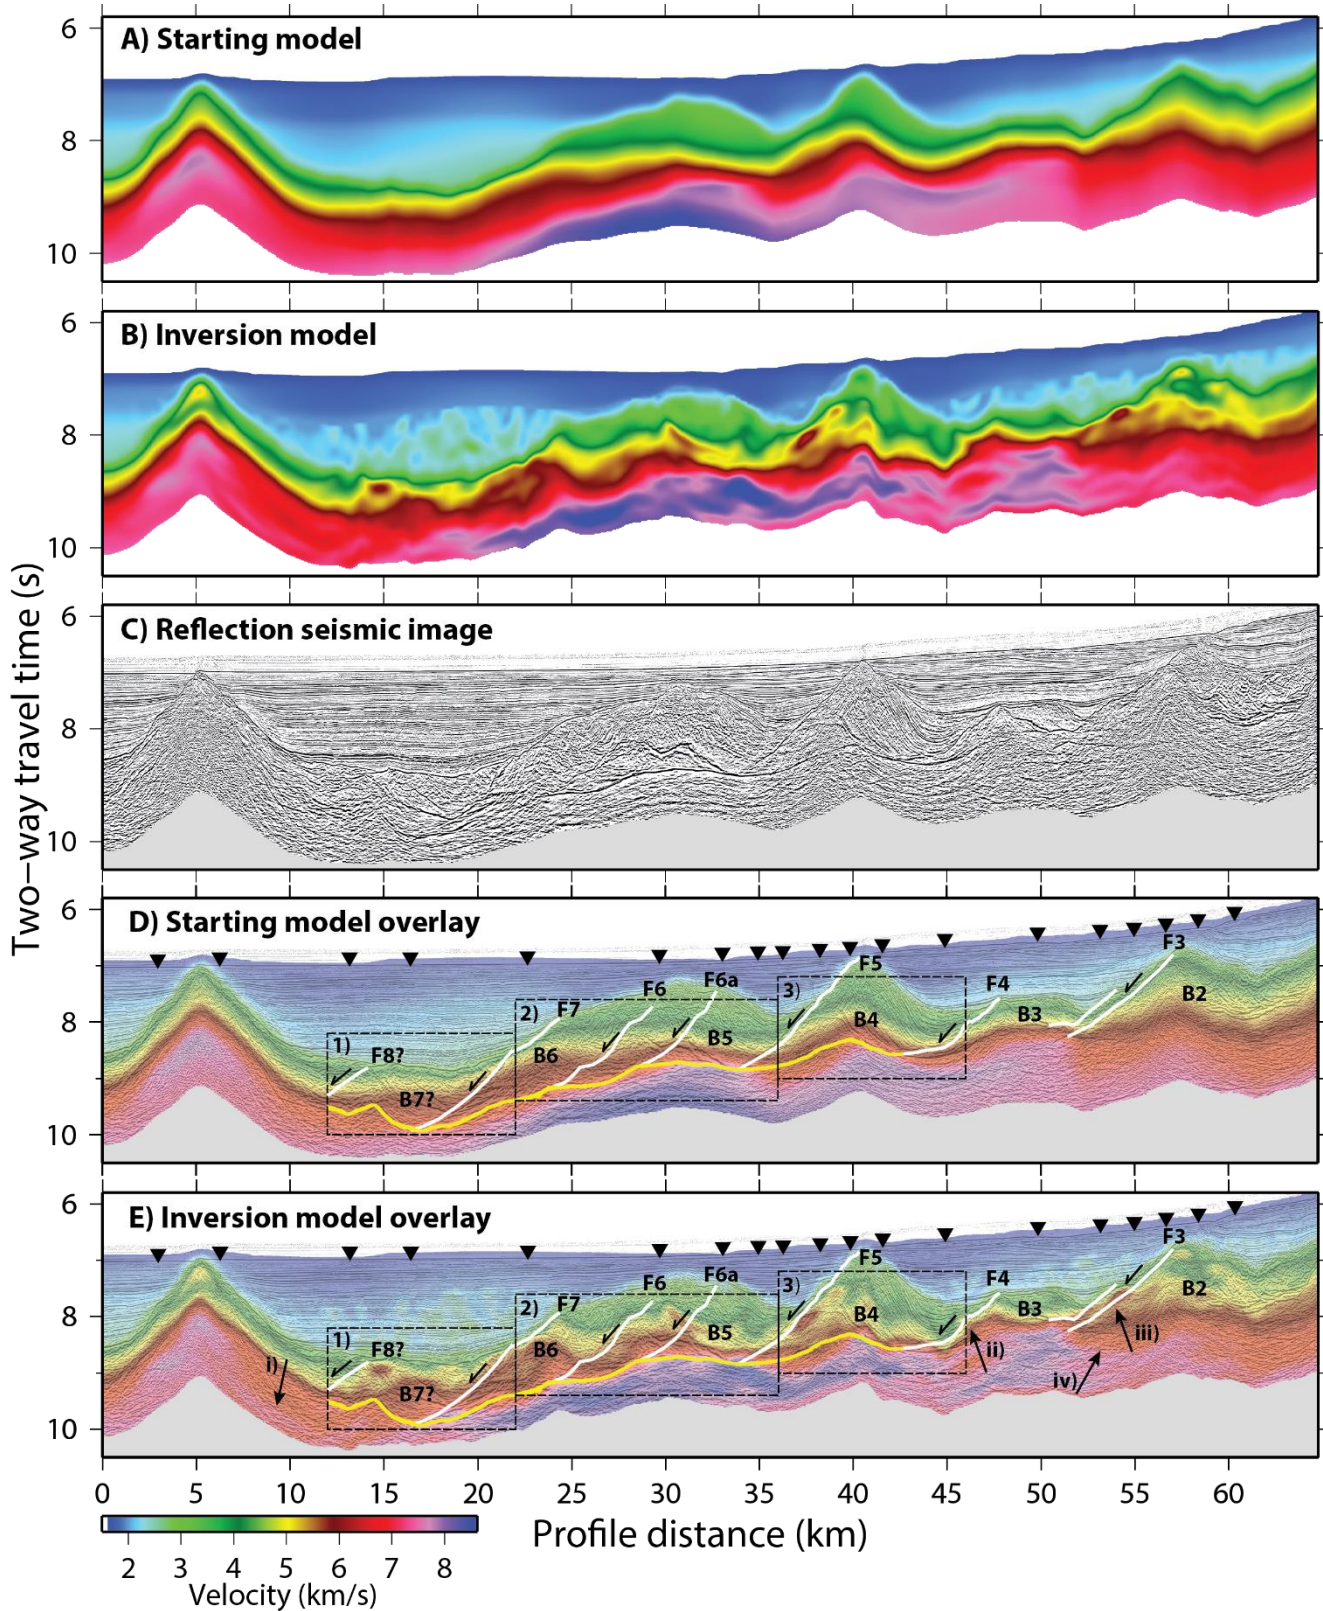 A) Starting model
6
8
10
B) Inversion model
6
8
10
C) Reflection seismic image
6
8
10
Two-way travel time (s)
D) Starting model overlay
6
8
10
1)
F8?
B7?
2)
F7
B6
F6
F6a
B5
3)
F5
B4
F4
B3
F3
B2
E) Inversion model overlay
6
8
10
i)
1)
F8?
B7?
2)
F7
B6
F6
F6a
B5
3)
F5
B4
F4
B3
F3
B2
ii)
iii)
iv)
0 5 10 15 20 25 30 35 40 45 50 55 60
Profile distance (km)
2 3 4 5 6 7 8
Velocity (km/s)